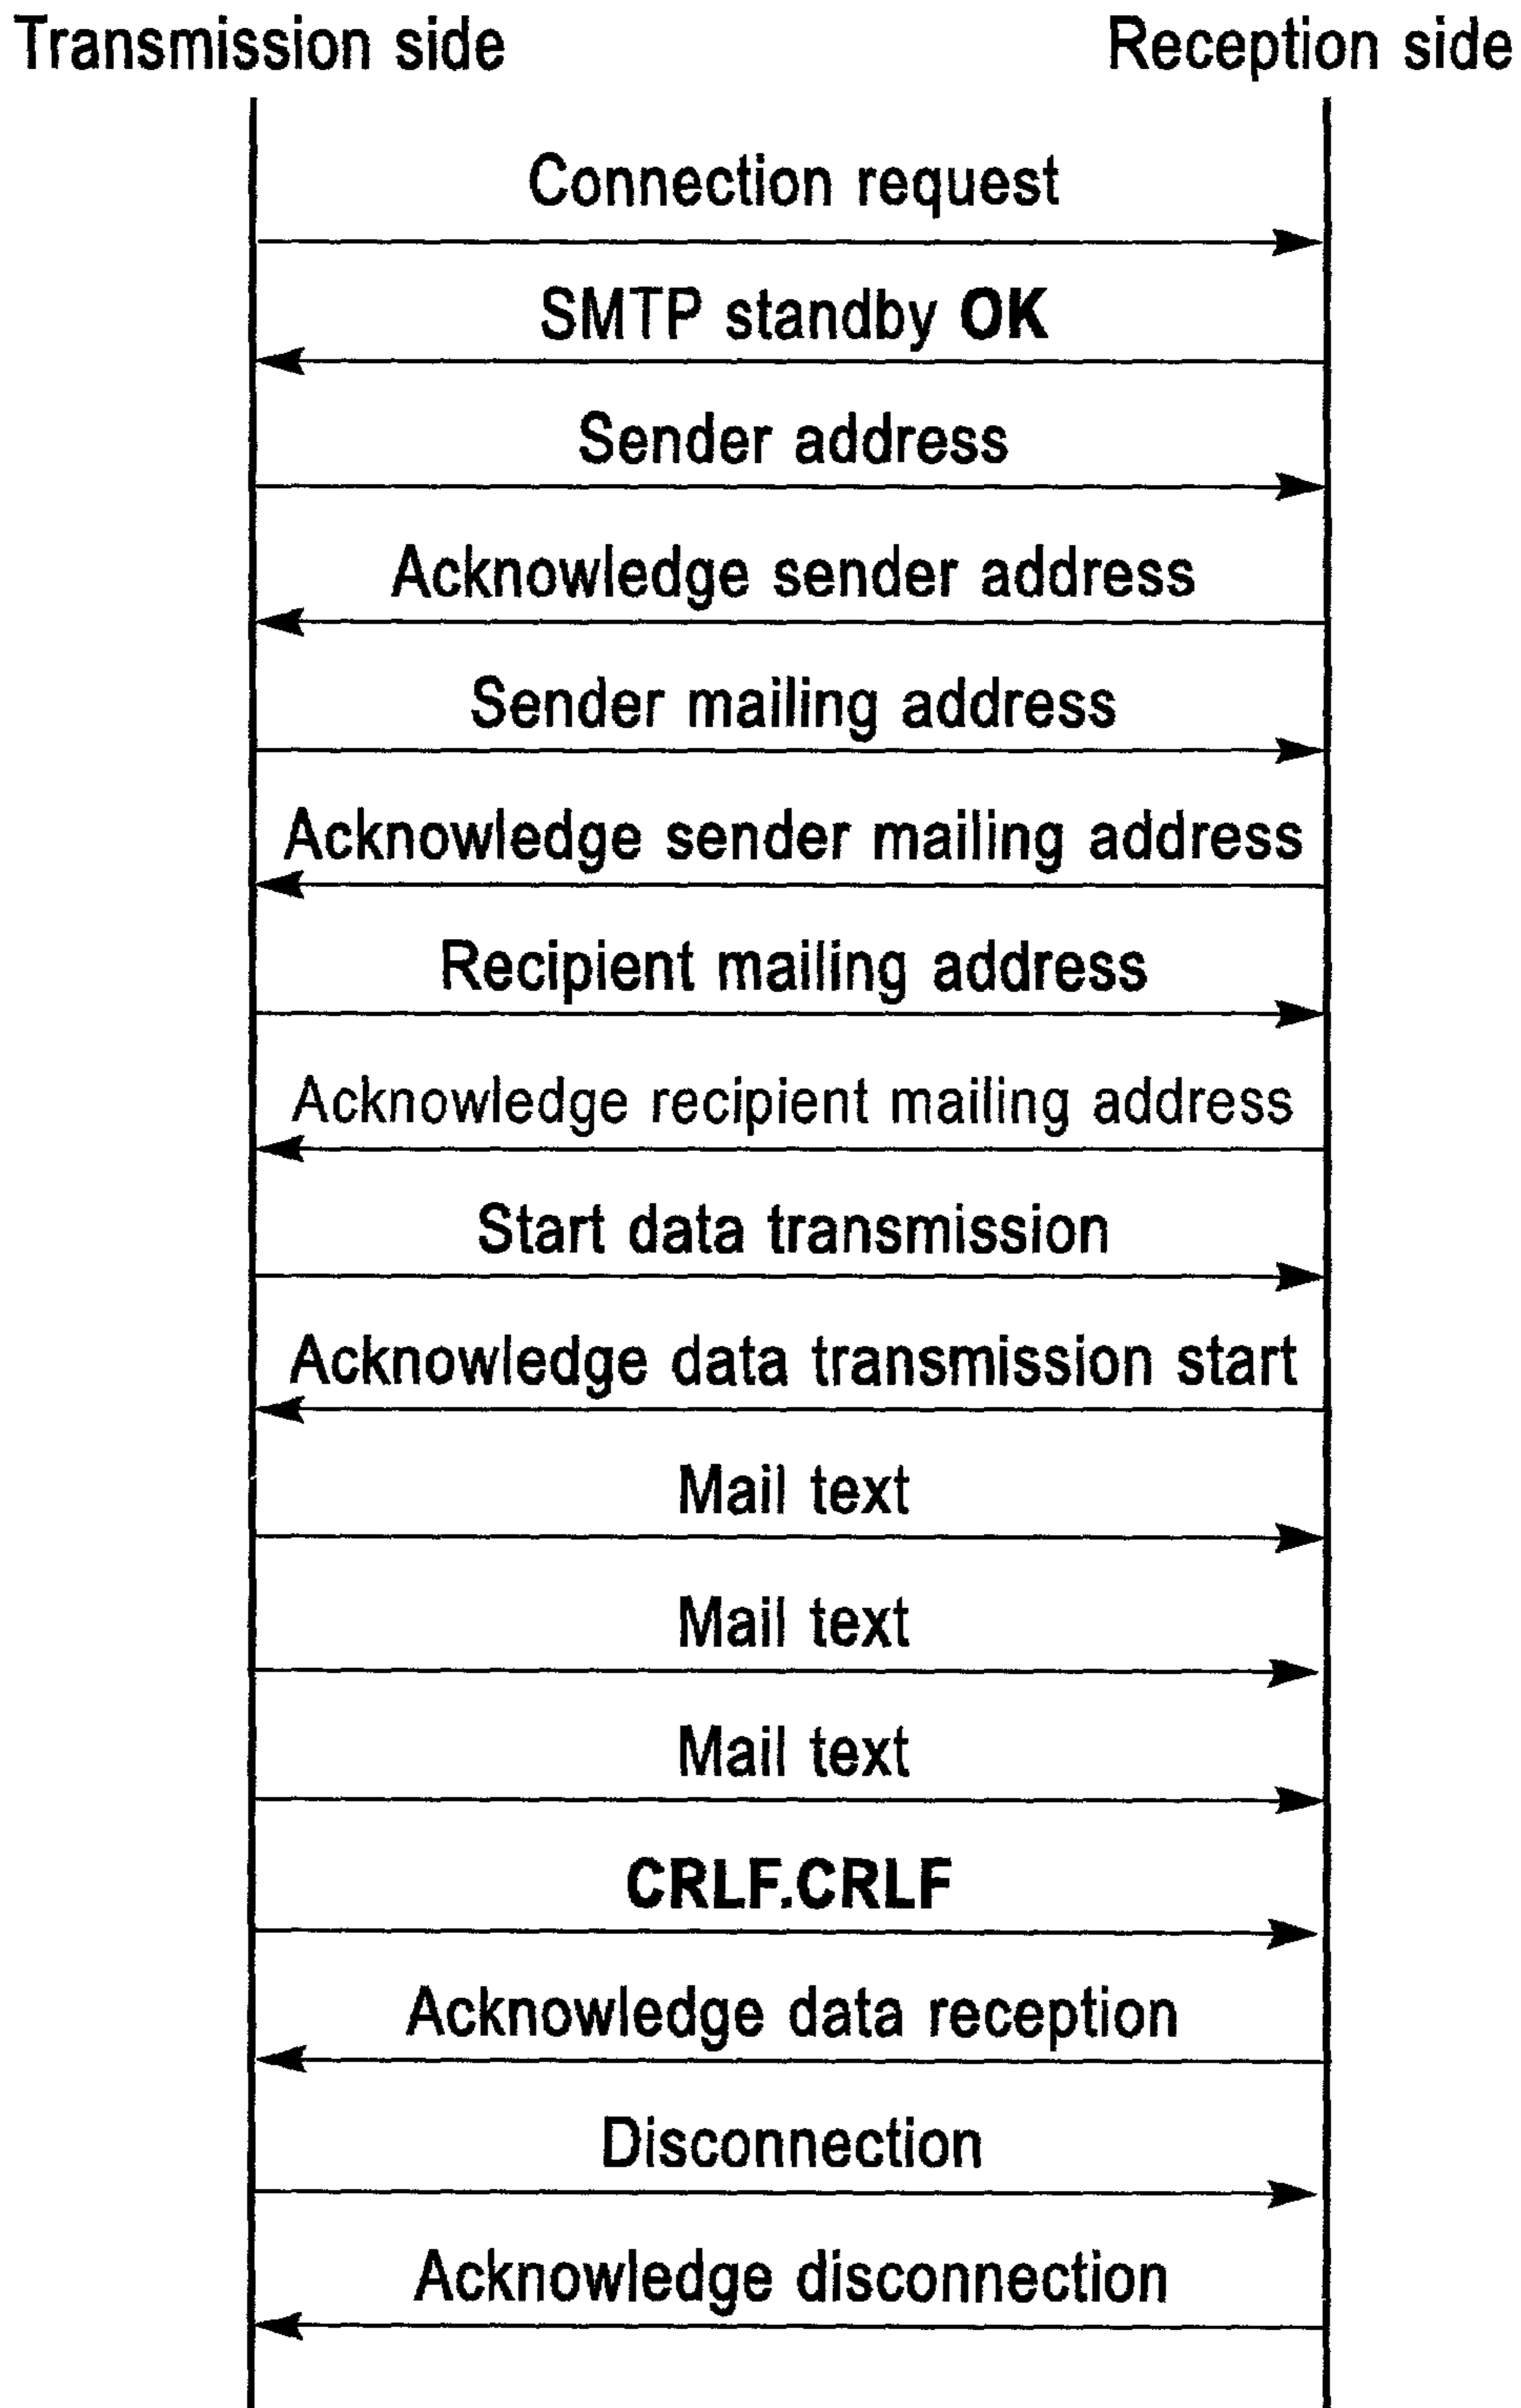 Transmission side Reception side
Connection request
SMTP standby OK
Sender address
Acknowledge sender address
Sender mailing address
Acknowledge sender mailing address
Recipient mailing address
Acknowledge recipient mailing address
Start data transmission
Acknowledge data transmission start
Mail text
Mail text
Mail text
CRLF.CRLF
Acknowledge data reception
Disconnection
Acknowledge disconnection